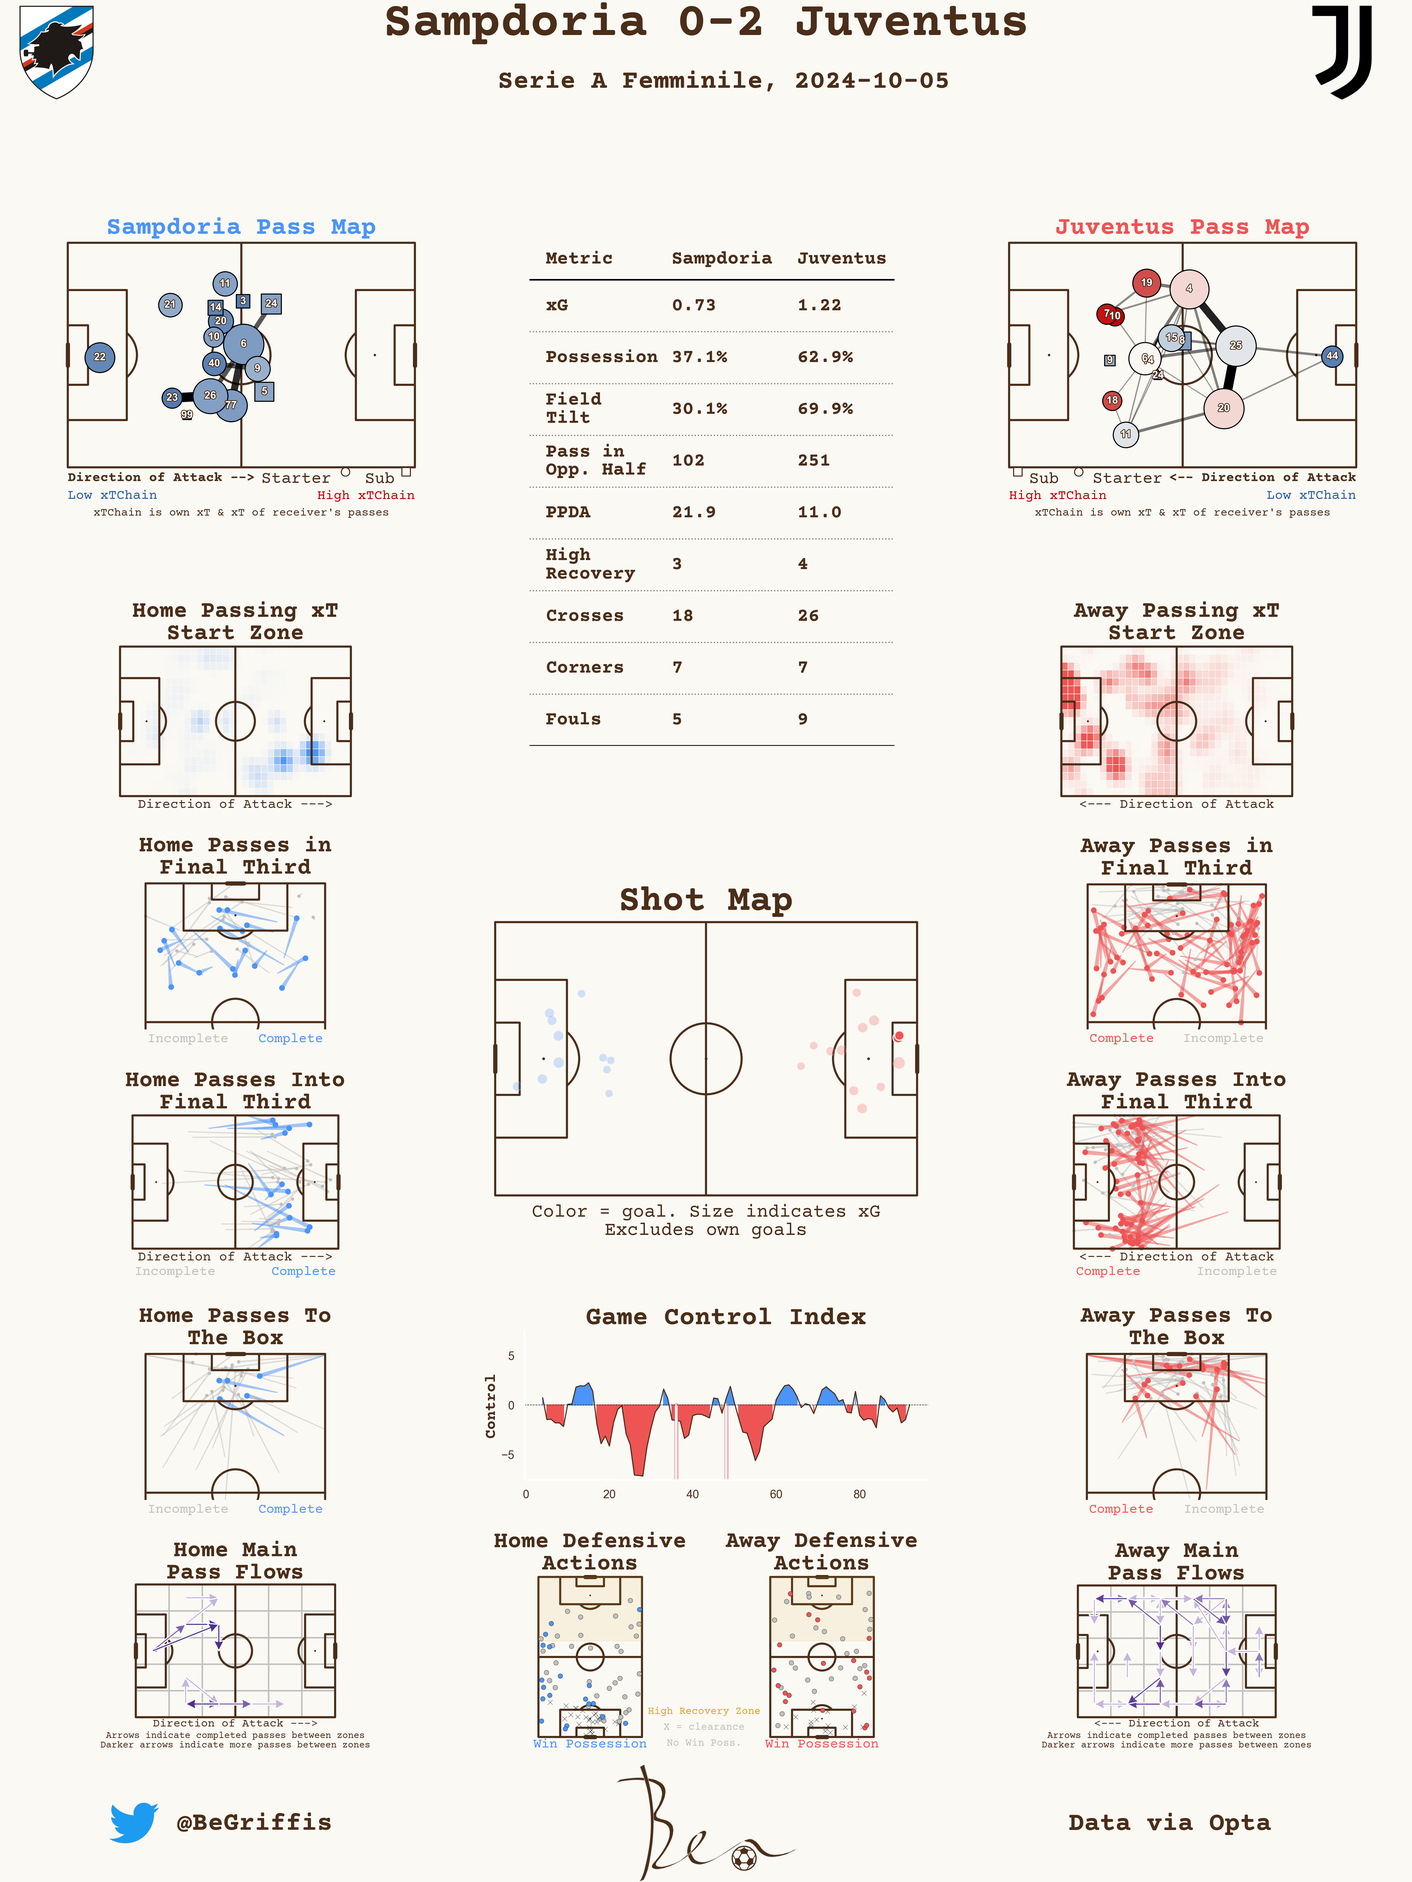 Sampdoria 0-2 Juventus
Serie A Femminile, 2024-10-05
Sampdoria Pass Map
11
21
14
3
24
20
10
6
22
40
9
5
23
26
77
99
Direction of Attack --> Starter Sub
Low xTChain High xTChain
xTChain is own xT & xT of receiver's passes
Metric Sampdoria Juventus
xG 0.73 1.22
Possession 37.1% 62.9%
Field
Tilt 30.1% 69.9%
Pass in
Opp. Half 102 251
PPDA 21.9 11.0
High
Recovery 3 4
Crosses 18 26
Corners 7 7
Fouls 5 9
Juventus Pass Map
19
4
7
10
15
8
25
44
9
6
24
18
20
11
Sub Starter <-- Direction of Attack
High xTChain Low xTChain
xTChain is own xT & xT of receiver's passes
Home Passing xT
Start Zone
Direction of Attack --->
Away Passing xT
Start Zone
<--- Direction of Attack
Home Passes in
Final Third
Incomplete Complete
Away Passes in
Final Third
Complete Incomplete
Shot Map
Color = goal. Size indicates xG
Excludes own goals
Home Passes Into
Final Third
Direction of Attack --->
Incomplete Complete
Away Passes Into
Final Third
<--- Direction of Attack
Complete Incomplete
Home Passes To
The Box
Incomplete Complete
Game Control Index
Control
5
0
−5
0 20 40 60 80
Away Passes To
The Box
Complete Incomplete
Home Main
Pass Flows
Direction of Attack --->
Arrows indicate completed passes between zones
Darker arrows indicate more passes between zones
Home Defensive
Actions
Win Possession
High Recovery Zone
X = clearance
No Win Poss.
Away Defensive
Actions
Win Possession
Away Main
Pass Flows
<--- Direction of Attack
Arrows indicate completed passes between zones
Darker arrows indicate more passes between zones
@BeGriffis
Ben
Data via Opta